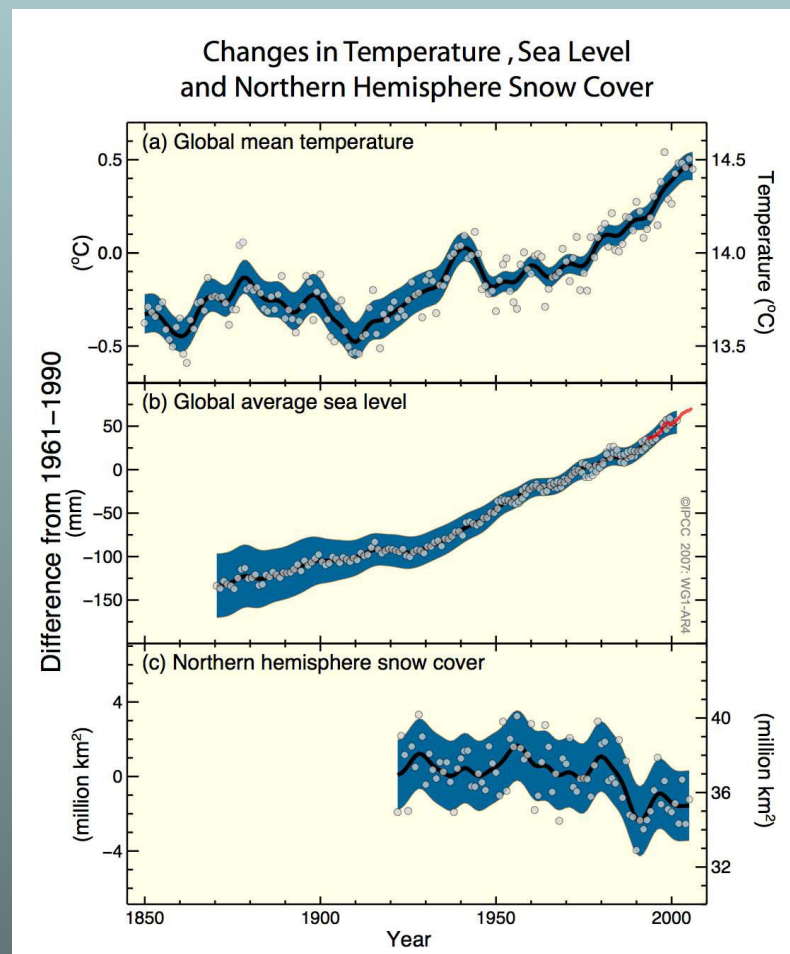 Changes in Temperature , Sea Level
and Northern Hemisphere Snow Cover
(a) Global mean temperature
0.5
0.0
−0.5
(°C)
14.5
14.0
13.5
Temperature (°C)
Difference from 1961−1990
(b) Global average sea level
50
0
−50
−100
−150
(mm)
©IPCC 2007: WG1-AR4
(c) Northern hemisphere snow cover
4
0
−4
(million km²)
40
36
32
(million km²)
1850
1900
1950
2000
Year